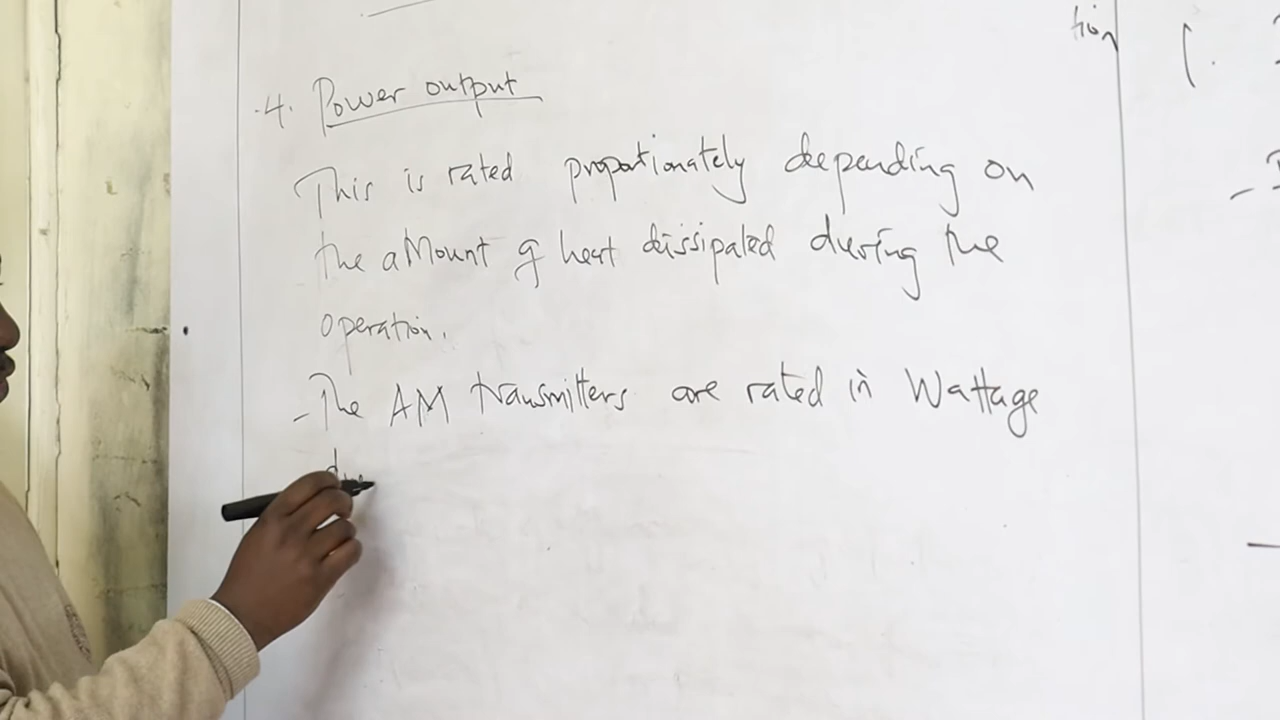 4. Power output
This is rated proportionately depending on
the aMount of heat dissipated during the
operation.
- The AM transmitters are rated in Wattage
tion